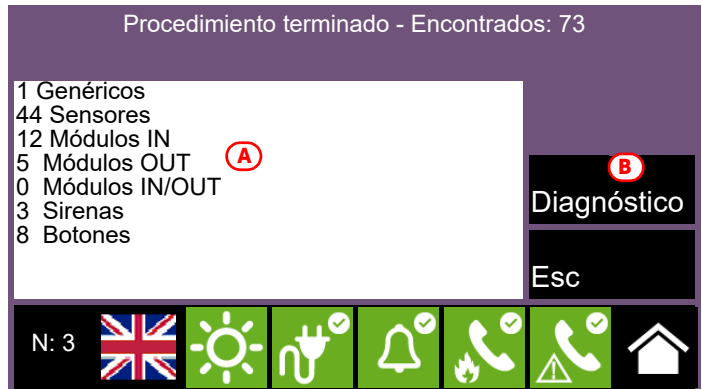 Procedimiento terminado - Encontrados: 73
1 Genéricos
44 Sensores
12 Módulos IN
5 Módulos OUT
0 Módulos IN/OUT
3 Sirenas
8 Botones
A
B
Diagnóstico
Esc
N: 3